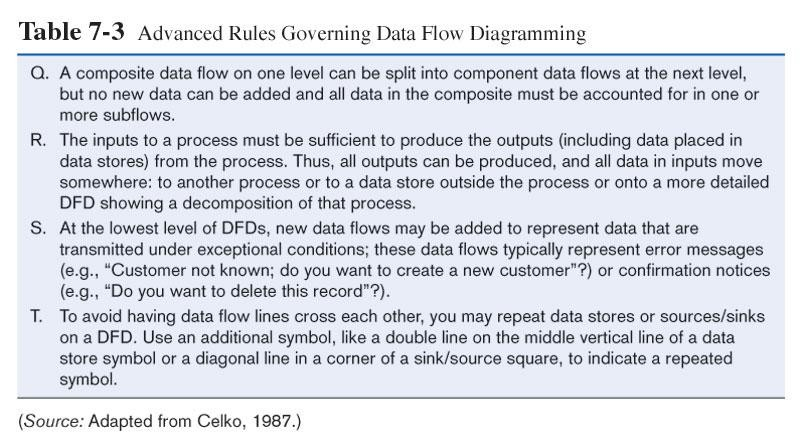 Table 7-3 Advanced Rules Governing Data Flow Diagramming
Q. A composite data flow on one level can be split into component data flows at the next level,
but no new data can be added and all data in the composite must be accounted for in one or
more subflows.
R. The inputs to a process must be sufficient to produce the outputs (including data placed in
data stores) from the process. Thus, all outputs can be produced, and all data in inputs move
somewhere: to another process or to a data store outside the process or onto a more detailed
DFD showing a decomposition of that process.
S. At the lowest level of DFDs, new data flows may be added to represent data that are
transmitted under exceptional conditions; these data flows typically represent error messages
(e.g., “Customer not known; do you want to create a new customer”?) or confirmation notices
(e.g., “Do you want to delete this record”?).
T. To avoid having data flow lines cross each other, you may repeat data stores or sources/sinks
on a DFD. Use an additional symbol, like a double line on the middle vertical line of a data
store symbol or a diagonal line in a corner of a sink/source square, to indicate a repeated
symbol.
(Source: Adapted from Celko, 1987.)